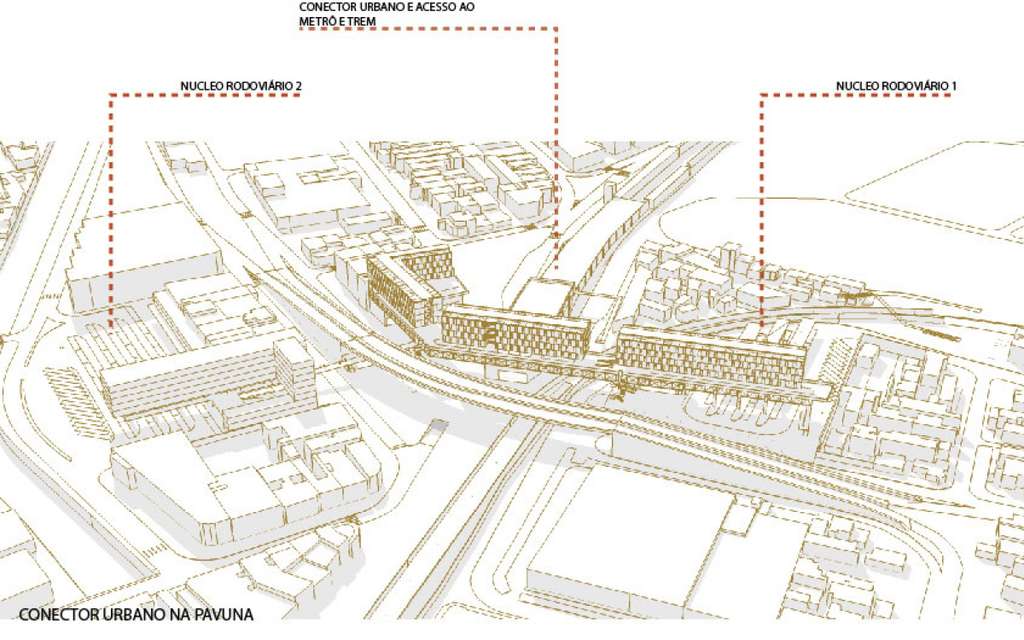 CONECTOR URBANO E ACESSO AO
METRÔ E TREM
NUCLEO RODOVIÁRIO 2
NUCLEO RODOVIÁRIO 1
CONECTOR URBANO NA PAVUNA